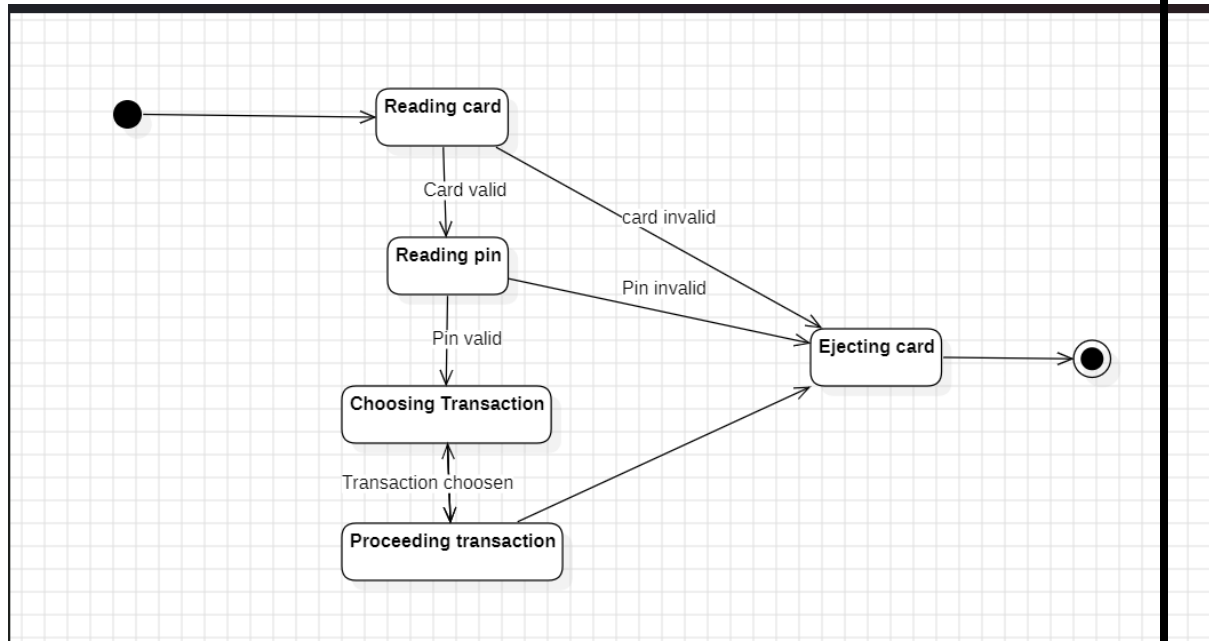 Reading card
Card valid
card invalid
Reading pin
Pin invalid
Pin valid
Ejecting card
Choosing Transaction
Transaction choosen
Proceeding transaction